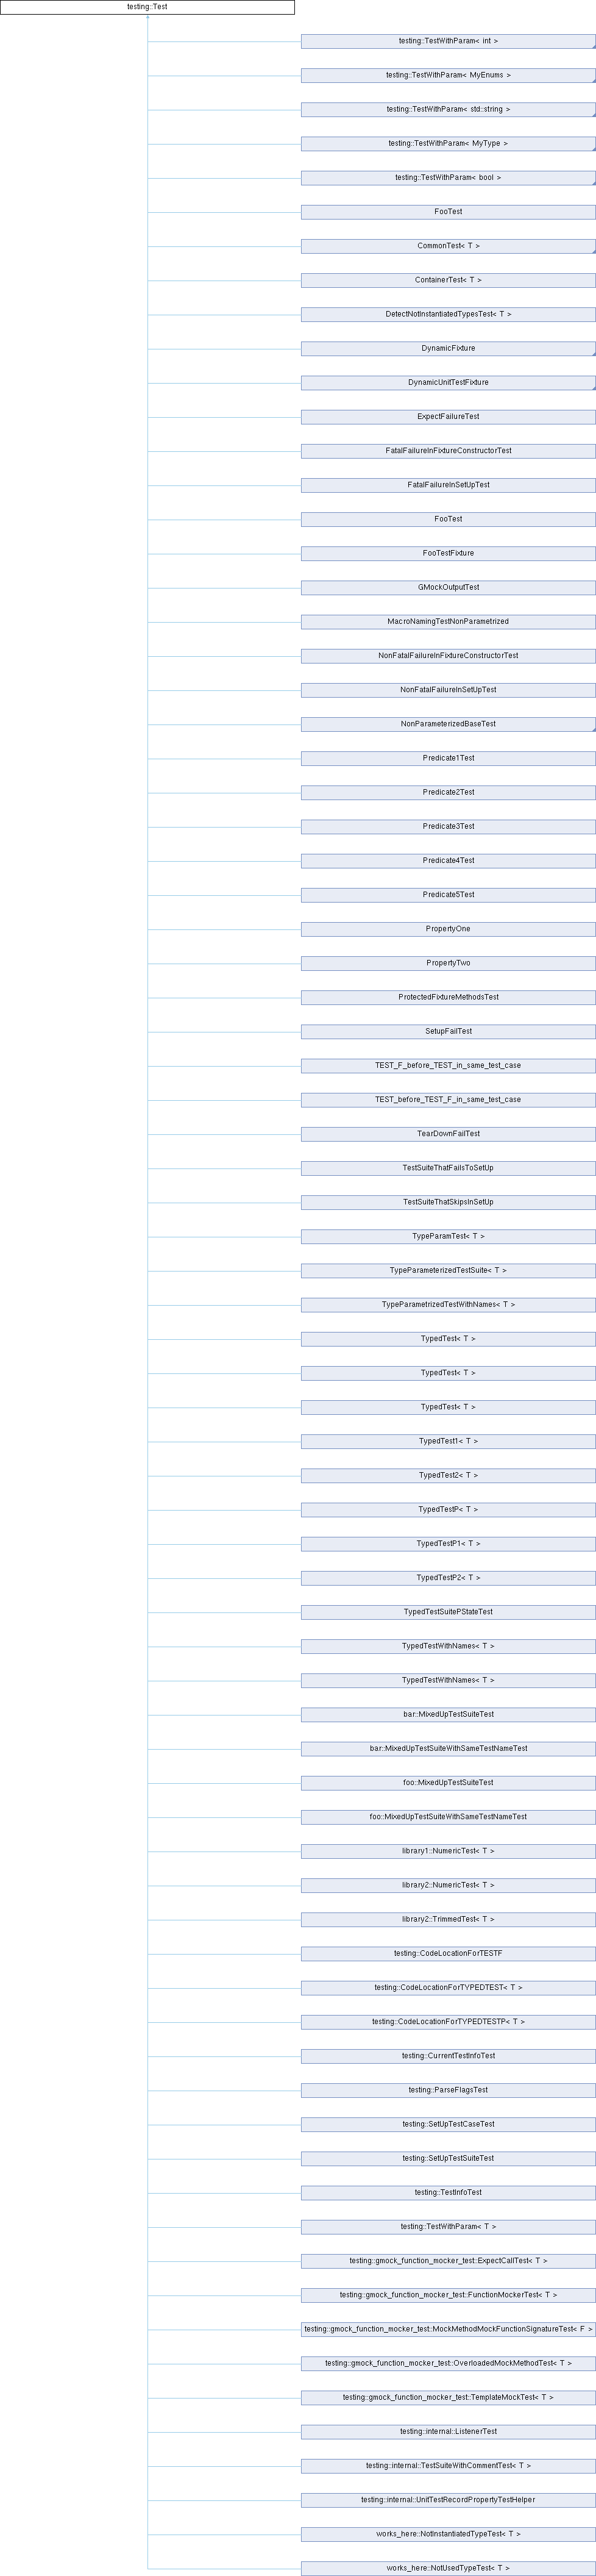 testing::Test
testing::TestWithParam< int >
testing::TestWithParam< MyEnums >
testing::TestWithParam< std::string >
testing::TestWithParam< MyType >
testing::TestWithParam< bool >
FooTest
CommonTest< T >
ContainerTest< T >
DetectNotInstantiatedTypesTest< T >
DynamicFixture
DynamicUnitTestFixture
ExpectFailureTest
FatalFailureInFixtureConstructorTest
FatalFailureInSetUpTest
FooTest
FooTestFixture
GMockOutputTest
MacroNamingTestNonParametrized
NonFatalFailureInFixtureConstructorTest
NonFatalFailureInSetUpTest
NonParameterizedBaseTest
Predicate1Test
Predicate2Test
Predicate3Test
Predicate4Test
Predicate5Test
PropertyOne
PropertyTwo
ProtectedFixtureMethodsTest
SetupFailTest
TEST_F_before_TEST_in_same_test_case
TEST_before_TEST_F_in_same_test_case
TearDownFailTest
TestSuiteThatFailsToSetUp
TestSuiteThatSkipsInSetUp
TypeParamTest< T >
TypeParameterizedTestSuite< T >
TypeParametrizedTestWithNames< T >
TypedTest< T >
TypedTest< T >
TypedTest< T >
TypedTest1< T >
TypedTest2< T >
TypedTestP< T >
TypedTestP1< T >
TypedTestP2< T >
TypedTestSuitePStateTest
TypedTestWithNames< T >
TypedTestWithNames< T >
bar::MixedUpTestSuiteTest
bar::MixedUpTestSuiteWithSameTestNameTest
foo::MixedUpTestSuiteTest
foo::MixedUpTestSuiteWithSameTestNameTest
library1::NumericTest< T >
library2::NumericTest< T >
library2::TrimmedTest< T >
testing::CodeLocationForTESTF
testing::CodeLocationForTYPEDTEST< T >
testing::CodeLocationForTYPEDTESTP< T >
testing::CurrentTestInfoTest
testing::ParseFlagsTest
testing::SetUpTestCaseTest
testing::SetUpTestSuiteTest
testing::TestInfoTest
testing::TestWithParam< T >
testing::gmock_function_mocker_test::ExpectCallTest< T >
testing::gmock_function_mocker_test::FunctionMockerTest< T >
testing::gmock_function_mocker_test::MockMethodMockFunctionSignatureTest< F >
testing::gmock_function_mocker_test::OverloadedMockMethodTest< T >
testing::gmock_function_mocker_test::TemplateMockTest< T >
testing::internal::ListenerTest
testing::internal::TestSuiteWithCommentTest< T >
testing::internal::UnitTestRecordPropertyTestHelper
works_here::NotInstantiatedTypeTest< T >
works_here::NotUsedTypeTest< T >